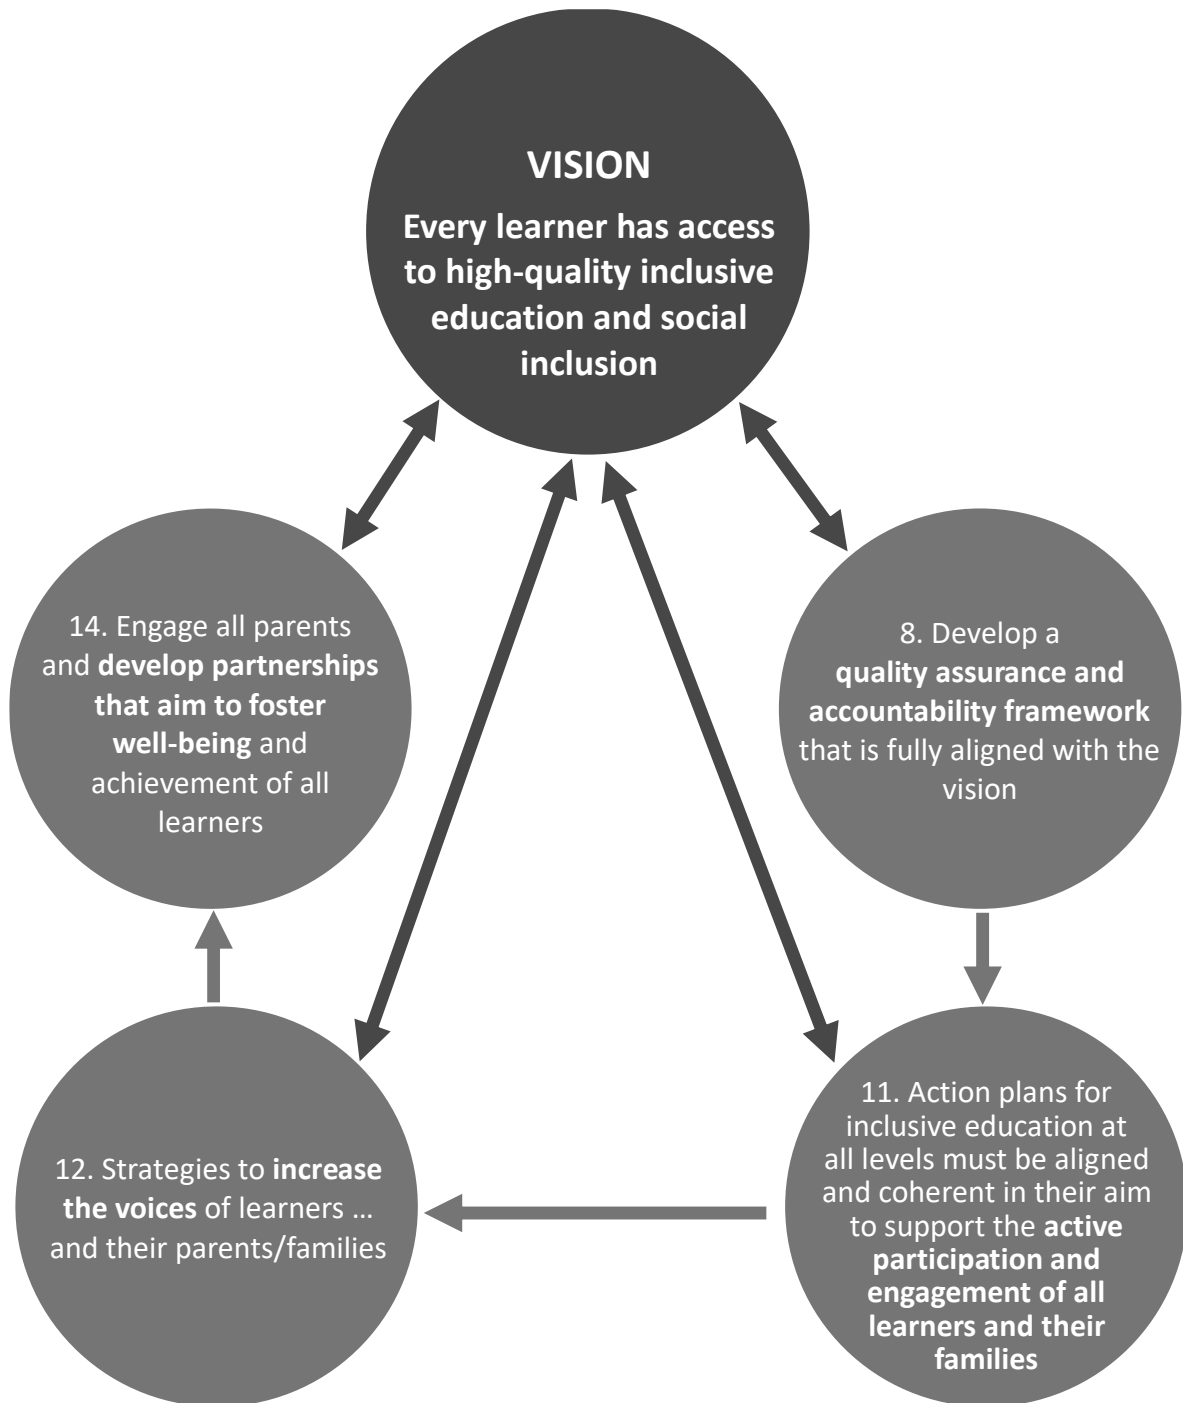 VISION
Every learner has access
to high-quality inclusive
education and social
inclusion
14. Engage all parents
and develop partnerships
that aim to foster
well-being and
achievement of all
learners
8. Develop a
quality assurance and
accountability framework
that is fully aligned with the
vision
12. Strategies to increase
the voices of learners ...
and their parents/families
11. Action plans for
inclusive education at
all levels must be aligned
and coherent in their aim
to support the active
participation and
engagement of all
learners and their
families